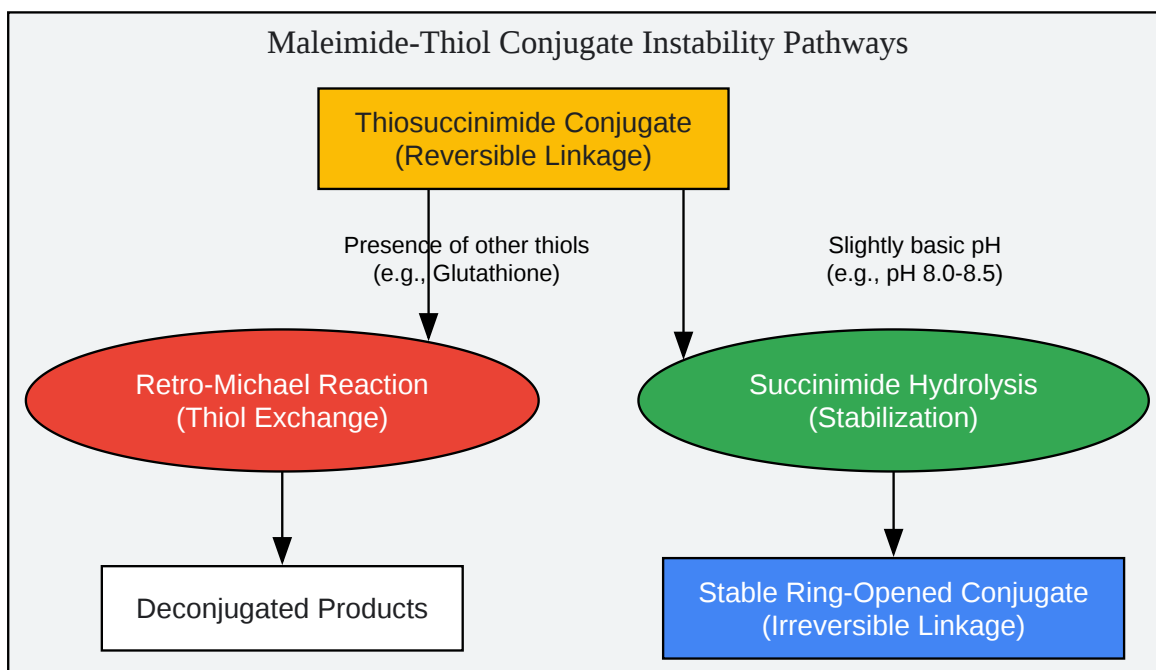 Maleimide-Thiol Conjugate Instability Pathways
Thiosuccinimide Conjugate
(Reversible Linkage)
Presence of other thiols
(e.g., Glutathione)
Slightly basic pH
(e.g., pH 8.0-8.5)
Retro-Michael Reaction
(Thiol Exchange)
Succinimide Hydrolysis
(Stabilization)
Deconjugated Products
Stable Ring-Opened Conjugate
(Irreversible Linkage)